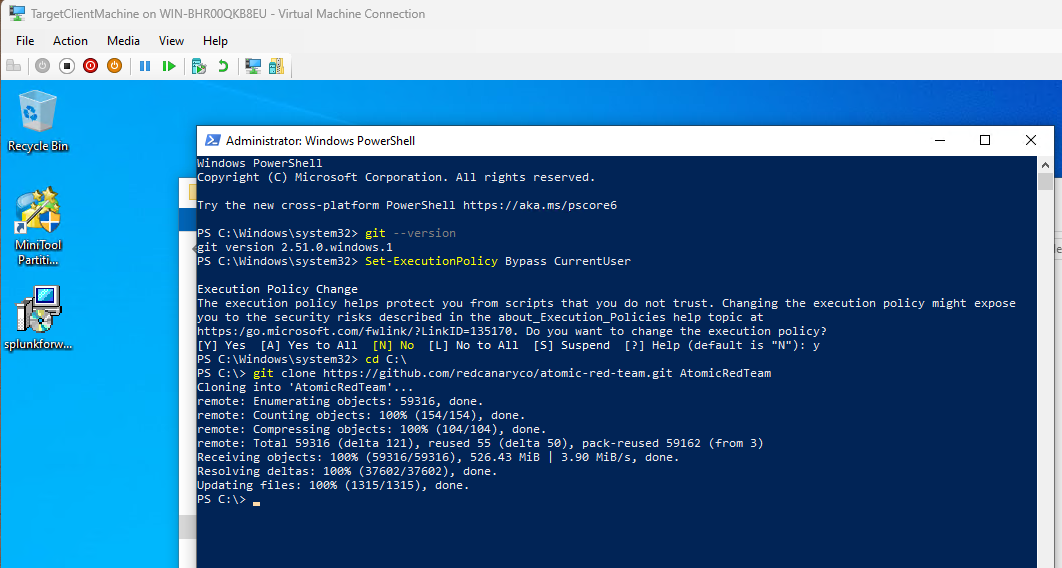 TargetClientMachine on WIN-BHR00QKB8EU - Virtual Machine Connection
File Action Media View Help
Recycle Bin
MiniTool
Partiti...
splunkforw...
Administrator: Windows PowerShell
Windows PowerShell
Copyright (C) Microsoft Corporation. All rights reserved.
Try the new cross-platform PowerShell https://aka.ms/pscore6
PS C:\Windows\system32> git --version
git version 2.51.0.windows.1
PS C:\Windows\system32> Set-ExecutionPolicy Bypass CurrentUser
Execution Policy Change
The execution policy helps protect you from scripts that you do not trust. Changing the execution policy might expose
you to the security risks described in the about_Execution_Policies help topic at
https:/go.microsoft.com/fwlink/?LinkID=135170. Do you want to change the execution policy?
[Y] Yes  [A] Yes to All  [N] No  [L] No to All  [S] Suspend  [?] Help (default is "N"): y
PS C:\Windows\system32> cd C:\
PS C:\> git clone https://github.com/redcanaryco/atomic-red-team.git AtomicRedTeam
Cloning into 'AtomicRedTeam'...
remote: Enumerating objects: 59316, done.
remote: Counting objects: 100% (154/154), done.
remote: Compressing objects: 100% (104/104), done.
remote: Total 59316 (delta 121), reused 55 (delta 50), pack-reused 59162 (from 3)
Receiving objects: 100% (59316/59316), 526.43 MiB | 3.90 MiB/s, done.
Resolving deltas: 100% (37602/37602), done.
Updating files: 100% (1315/1315), done.
PS C:\>